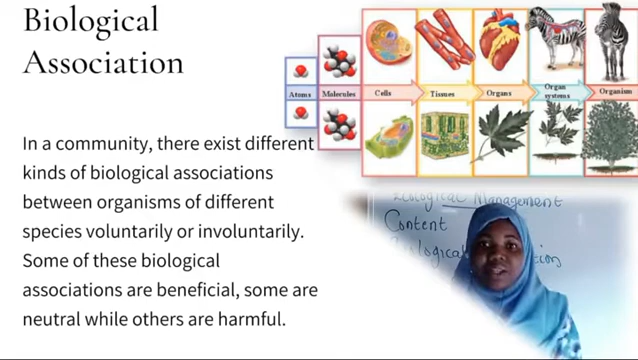 Biological
Association
In a community, there exist different
kinds of biological associations
between organisms of different
species voluntarily or involuntarily.
Some of these biological
associations are beneficial, some are
neutral while others are harmful.
Atoms
Molecules
Cells
Tissues
Organs
Organ
systems
Organism
Ecological Management
Content